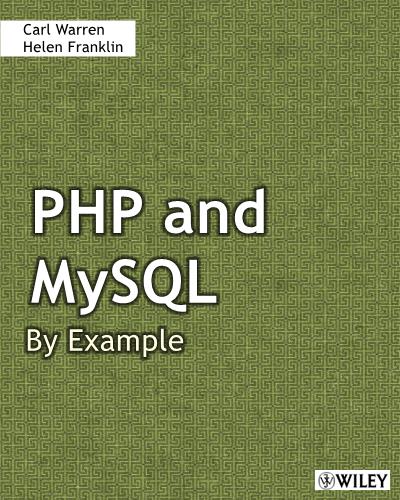 Carl Warren
Helen Franklin
PHP and
MySQL
By Example
WILEY